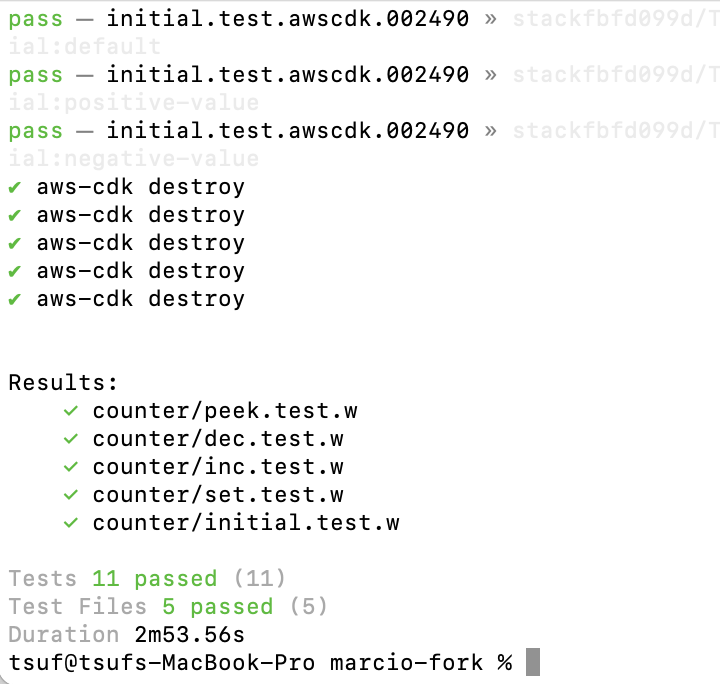 pass — initial.test.awscdk.002490 » stackfbfd099d/T
ial:default
pass — initial.test.awscdk.002490 » stackfbfd099d/T
ial:positive-value
pass — initial.test.awscdk.002490 » stackfbfd099d/T
ial:negative-value
✔ aws-cdk destroy
✔ aws-cdk destroy
✔ aws-cdk destroy
✔ aws-cdk destroy
✔ aws-cdk destroy
Results:
✓ counter/peek.test.w
✓ counter/dec.test.w
✓ counter/inc.test.w
✓ counter/set.test.w
✓ counter/initial.test.w
Tests 11 passed (11)
Test Files 5 passed (5)
Duration 2m53.56s
tsuf@tsufs-MacBook-Pro marcio-fork %